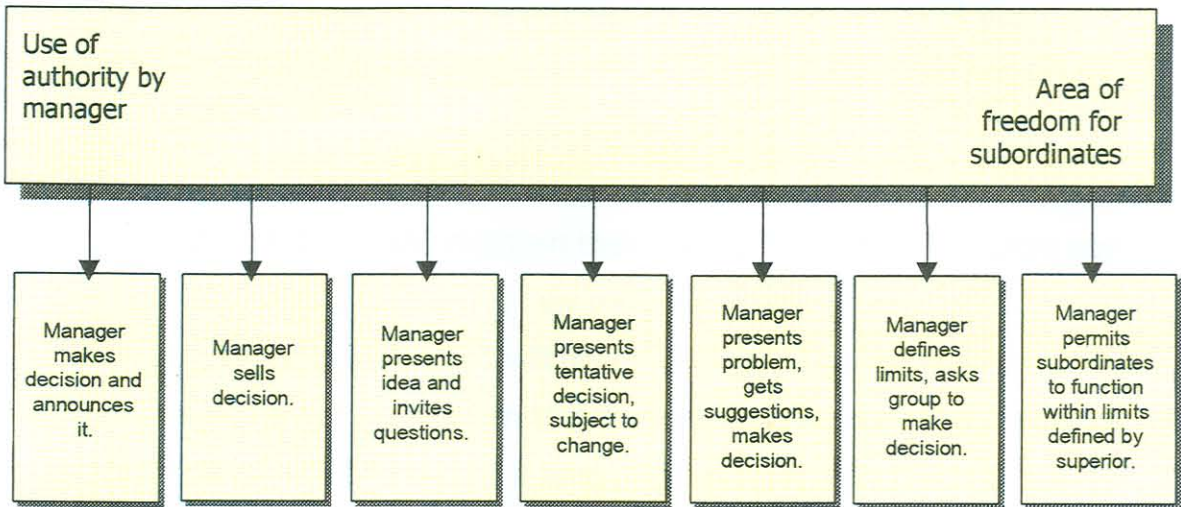 Use of
authority by
manager
Area of
freedom for
subordinates
Manager
makes
decision and
announces
it.
Manager
sells
decision.
Manager
presents
idea and
invites
questions.
Manager
presents
tentative
decision,
subject to
change.
Manager
presents
problem,
gets
suggestions,
makes
decision.
Manager
defines
limits, asks
group to
make
decision.
Manager
permits
subordinates
to function
within limits
defined by
superior.